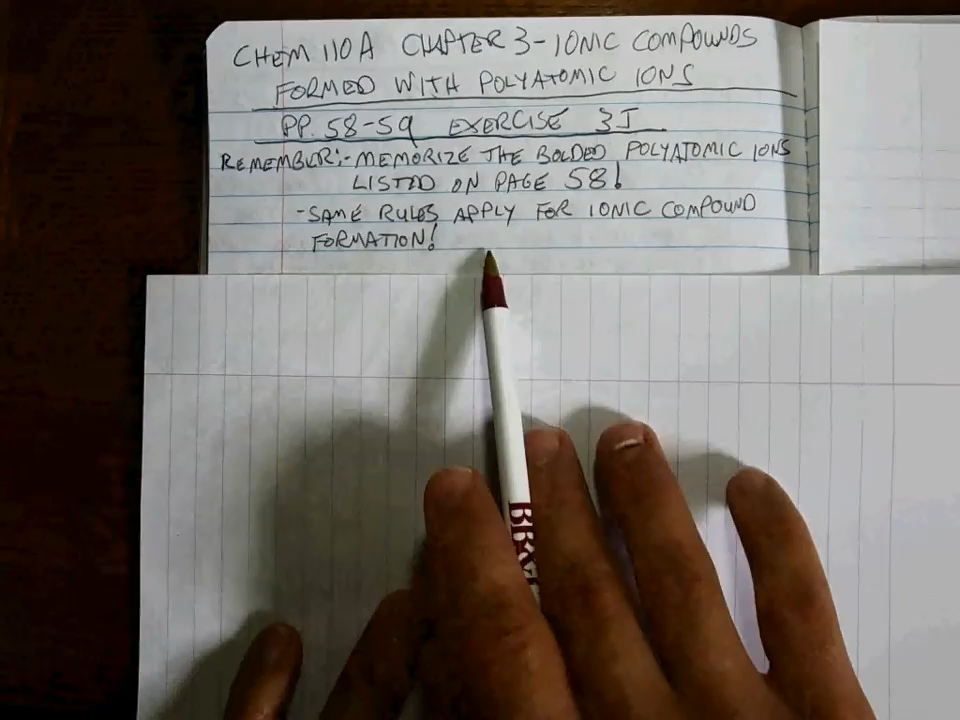 CHEM 110A CHAPTER 3-IONIC COMPOUNDS
FORMED WITH POLYATOMIC IONS
PP. 58-59 EXERCISE 3J
REMEMBER:-MEMORIZE THE BOLDED POLYATOMIC IONS
LISTED ON PAGE 58!
-SAME RULES APPLY FOR IONIC COMPOUND
FORMATION!